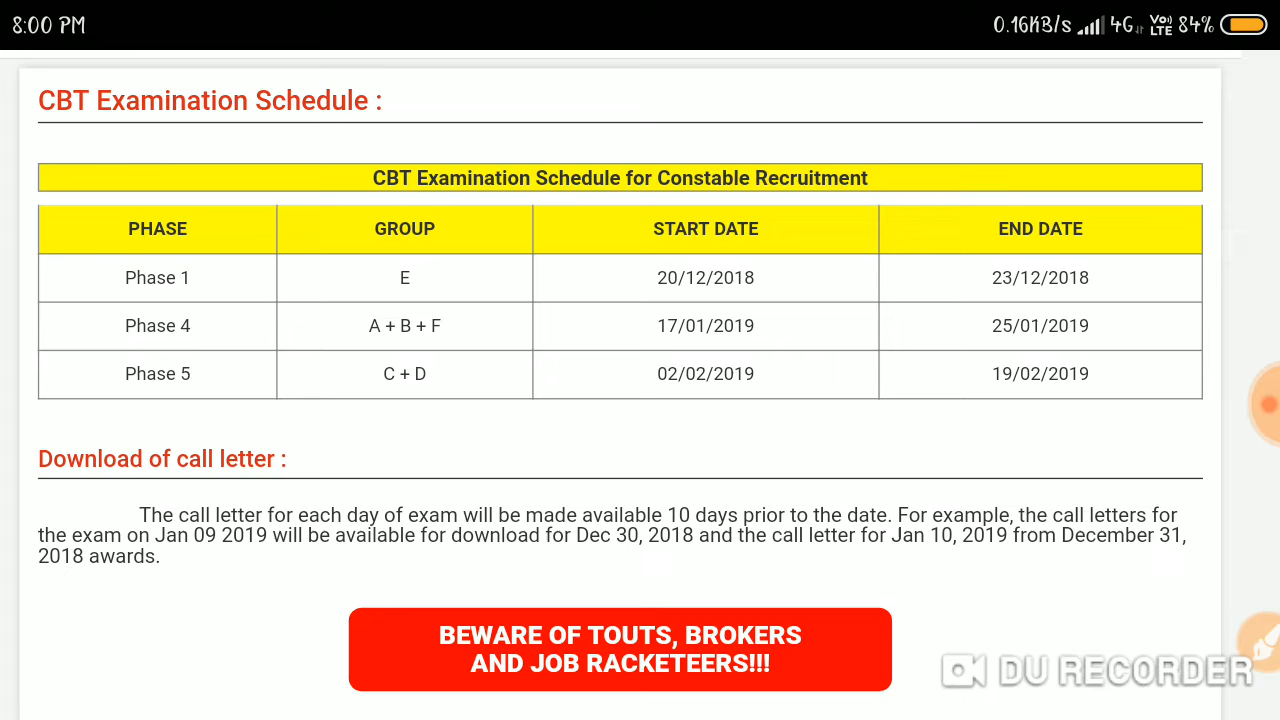 8:00 PM 0.16KB/s 4G Vo) LTE 84%
CBT Examination Schedule :
CBT Examination Schedule for Constable Recruitment
PHASE GROUP START DATE END DATE
Phase 1 E 20/12/2018 23/12/2018
Phase 4 A + B + F 17/01/2019 25/01/2019
Phase 5 C + D 02/02/2019 19/02/2019
Download of call letter :
The call letter for each day of exam will be made available 10 days prior to the date. For example, the call letters for
the exam on Jan 09 2019 will be available for download for Dec 30, 2018 and the call letter for Jan 10, 2019 from December 31,
2018 awards.
BEWARE OF TOUTS, BROKERS
AND JOB RACKETEERS!!!
DU RECORDER